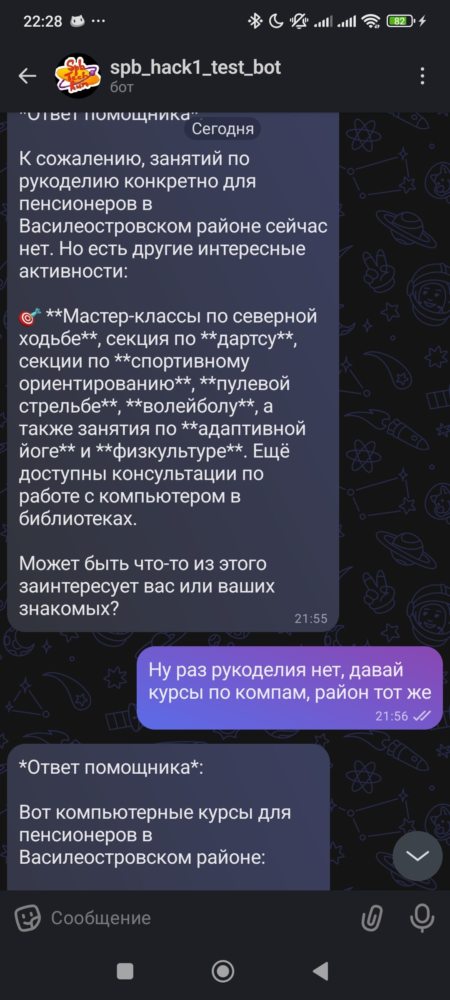 22:28
82
Spb
Tech
Run
spb_hack1_test_bot
бот
*Ответ помощника*:
Сегодня
К сожалению, занятий по
рукоделию конкретно для
пенсионеров в
Василеостровском районе сейчас
нет. Но есть другие интересные
активности:
🎯 **Мастер-классы по северной
ходьбе**, секция по **дартсу**,
секции по **спортивному
ориентированию**, **пулевой
стрельбе**, **волейболу**, а
также занятия по **адаптивной
йоге** и **физкультуре**. Ещё
доступны консультации по
работе с компьютером в
библиотеках.
Может быть что-то из этого
заинтересует вас или ваших
знакомых?
21:55
Ну раз рукоделия нет, давай
курсы по компам, район тот же
21:56
*Ответ помощника*:
Вот компьютерные курсы для
пенсионеров в
Василеостровском районе:
Сообщение